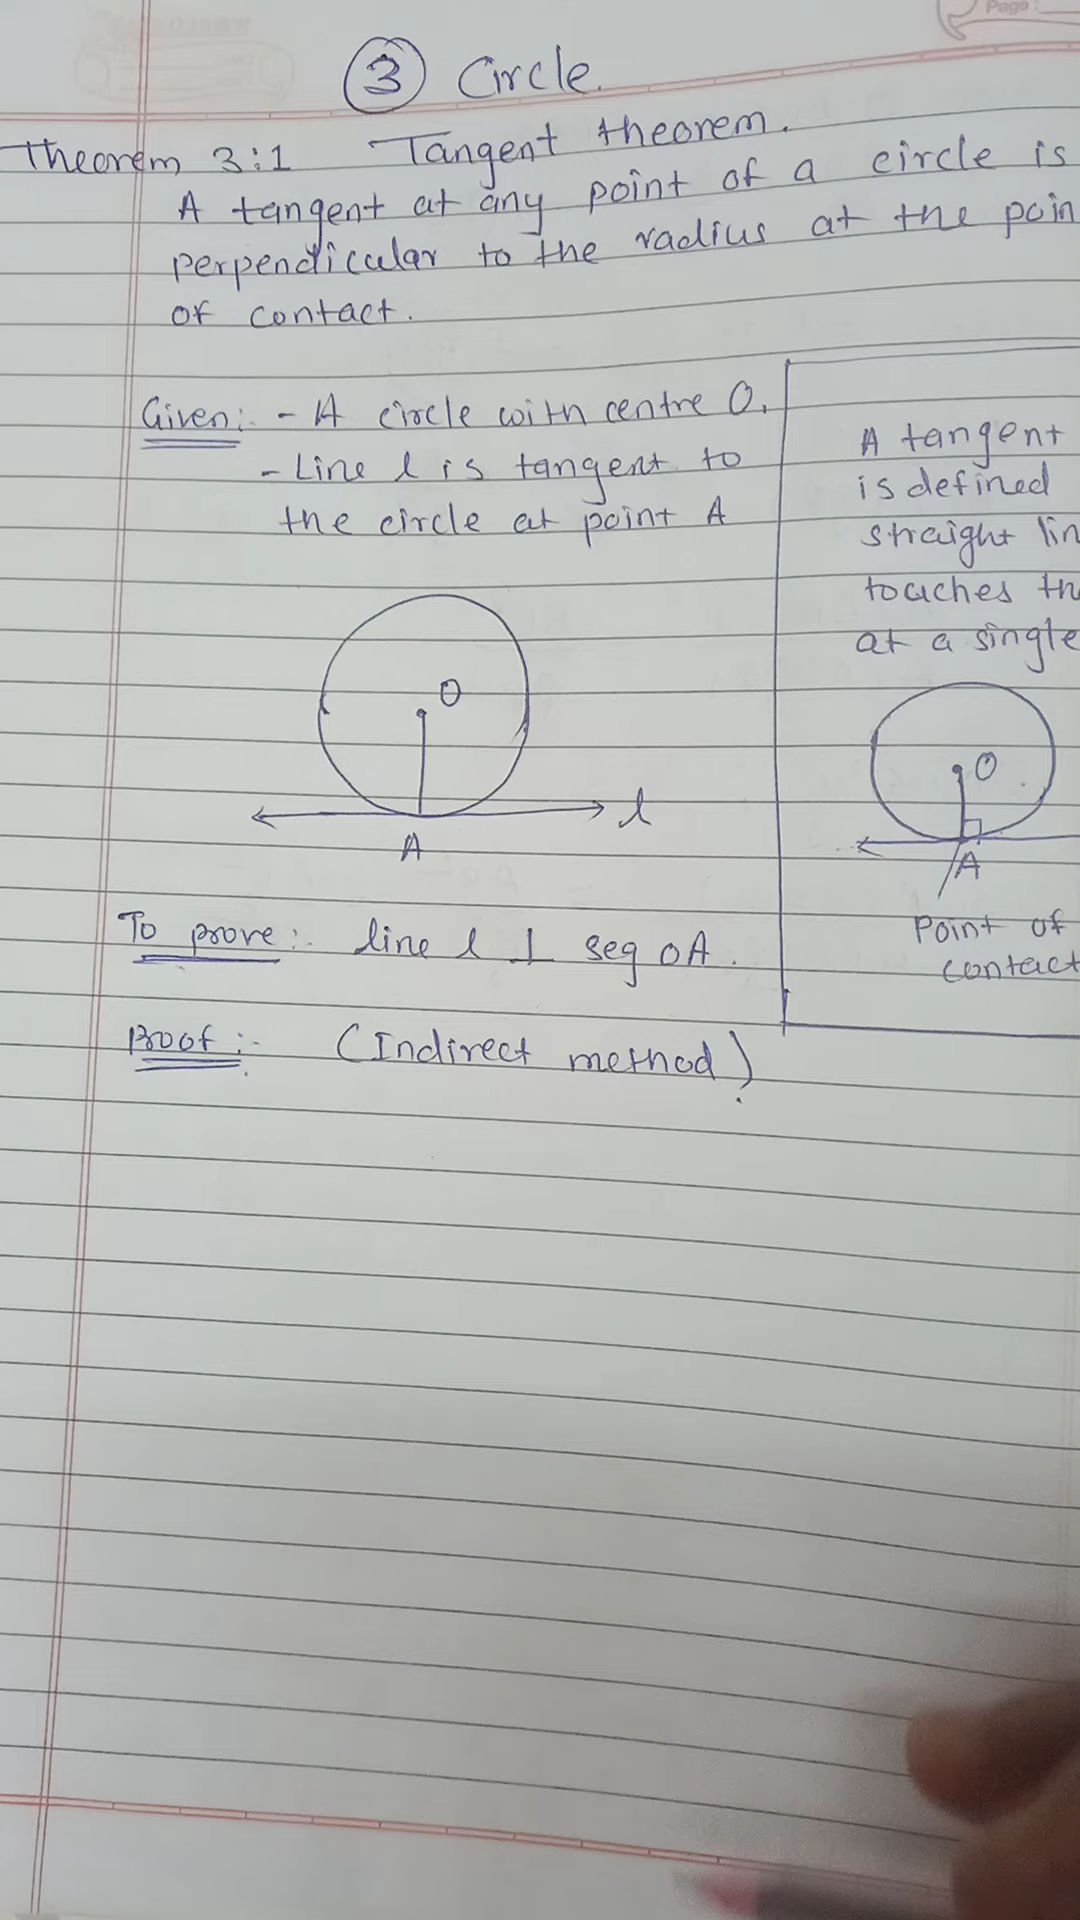 Page:
3 Circle.
Theorem 3:1 Tangent theorem.
A tangent at any point of a circle is
perpendicular to the radius at the poin
of contact.
Given:- - A circle with centre O.
- Line l is tangent to
the circle at point A
O
l
A
To prove:- line l ⊥ seg OA.
Proof:- (Indirect method)
A tangent
is defined
straight lin
touches th
at a single
O
A
Point of
contact